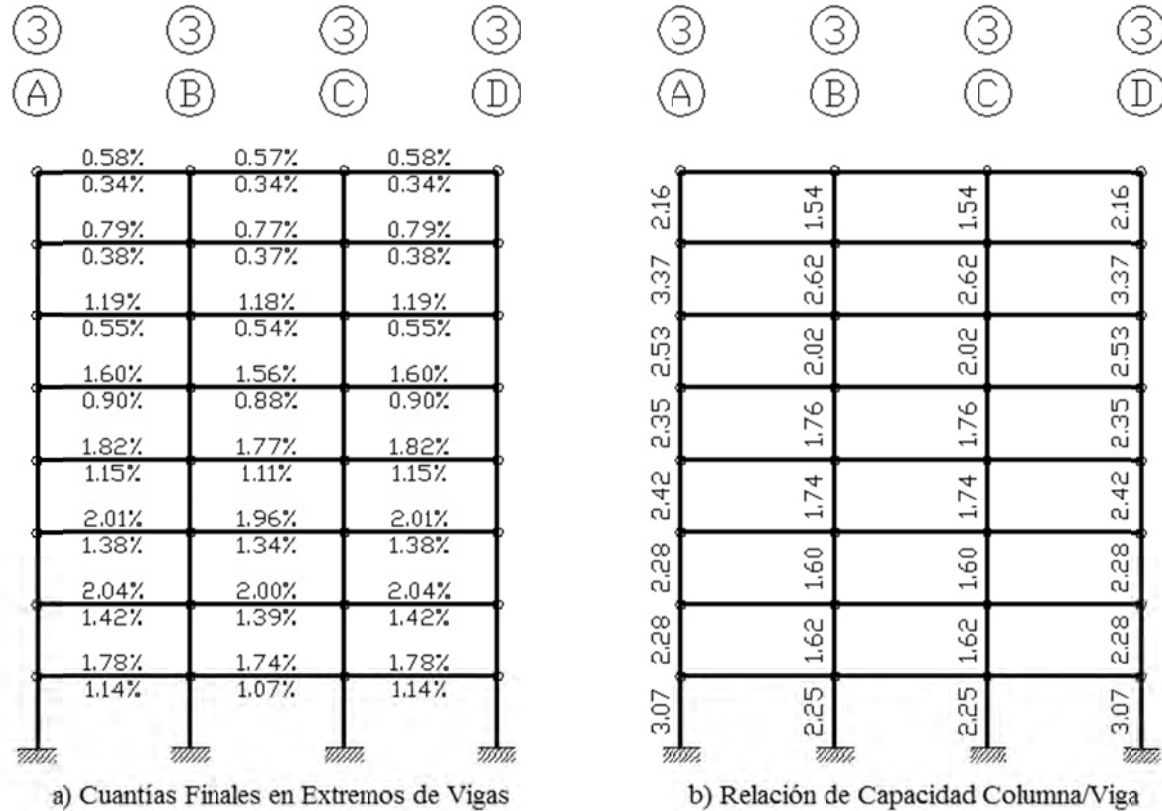 3 3 3 3 3 3 3 3
A B C D A B C D
0.58% 0.57% 0.58%
0.34% 0.34% 0.34%
2.16 1.54 1.54 2.16
0.79% 0.77% 0.79%
0.38% 0.37% 0.38%
3.37 2.62 2.62 3.37
1.19% 1.18% 1.19%
0.55% 0.54% 0.55%
2.53 2.02 2.02 2.53
1.60% 1.56% 1.60%
0.90% 0.88% 0.90%
2.35 1.76 1.76 2.35
1.82% 1.77% 1.82%
1.15% 1.11% 1.15%
2.42 1.74 1.74 2.42
2.01% 1.96% 2.01%
1.38% 1.34% 1.38%
2.28 1.60 1.60 2.28
2.04% 2.00% 2.04%
1.42% 1.39% 1.42%
2.28 1.62 1.62 2.28
1.78% 1.74% 1.78%
1.14% 1.07% 1.14%
3.07 2.25 2.25 3.07
a) Cuantías Finales en Extremos de Vigas
b) Relación de Capacidad Columna/Viga